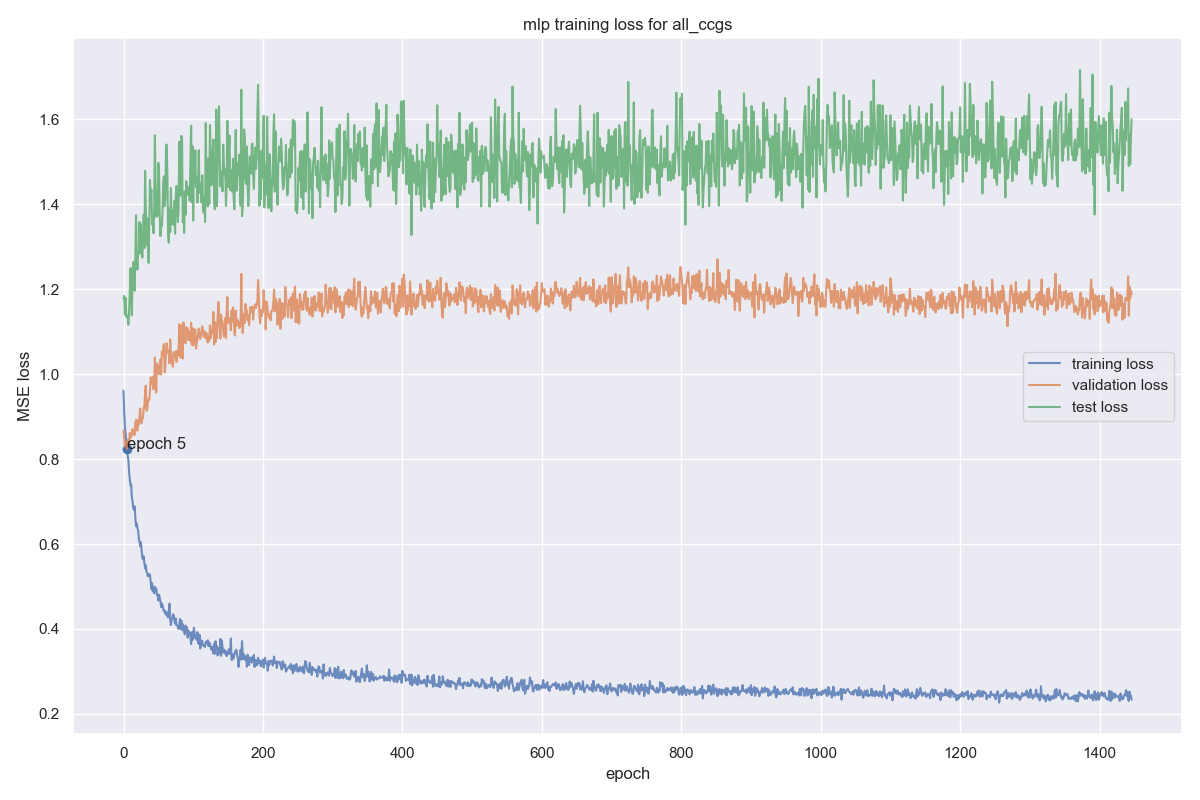 mlp training loss for all_ccgs
MSE loss
1.6
1.4
1.2
1.0
0.8
0.6
0.4
0.2
epoch 5
training loss
validation loss
test loss
0 200 400 600 800 1000 1200 1400
epoch